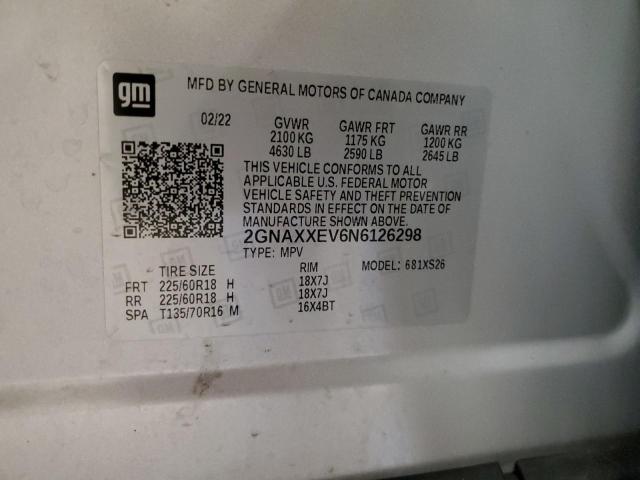 gm
MFD BY GENERAL MOTORS OF CANADA COMPANY
02/22 GVWR GAWR FRT GAWR RR
2100 KG 1175 KG 1200 KG
4630 LB 2590 LB 2645 LB
THIS VEHICLE CONFORMS TO ALL
APPLICABLE U.S. FEDERAL MOTOR
VEHICLE SAFETY AND THEFT PREVENTION
STANDARDS IN EFFECT ON THE DATE OF
MANUFACTURE SHOWN ABOVE.
2GNAXXEV6N6126298
TYPE: MPV MODEL: 681XS26
TIRE SIZE RIM
FRT 225/60R18 H 18X7J
RR 225/60R18 H 18X7J
SPA T135/70R16 M 16X4BT